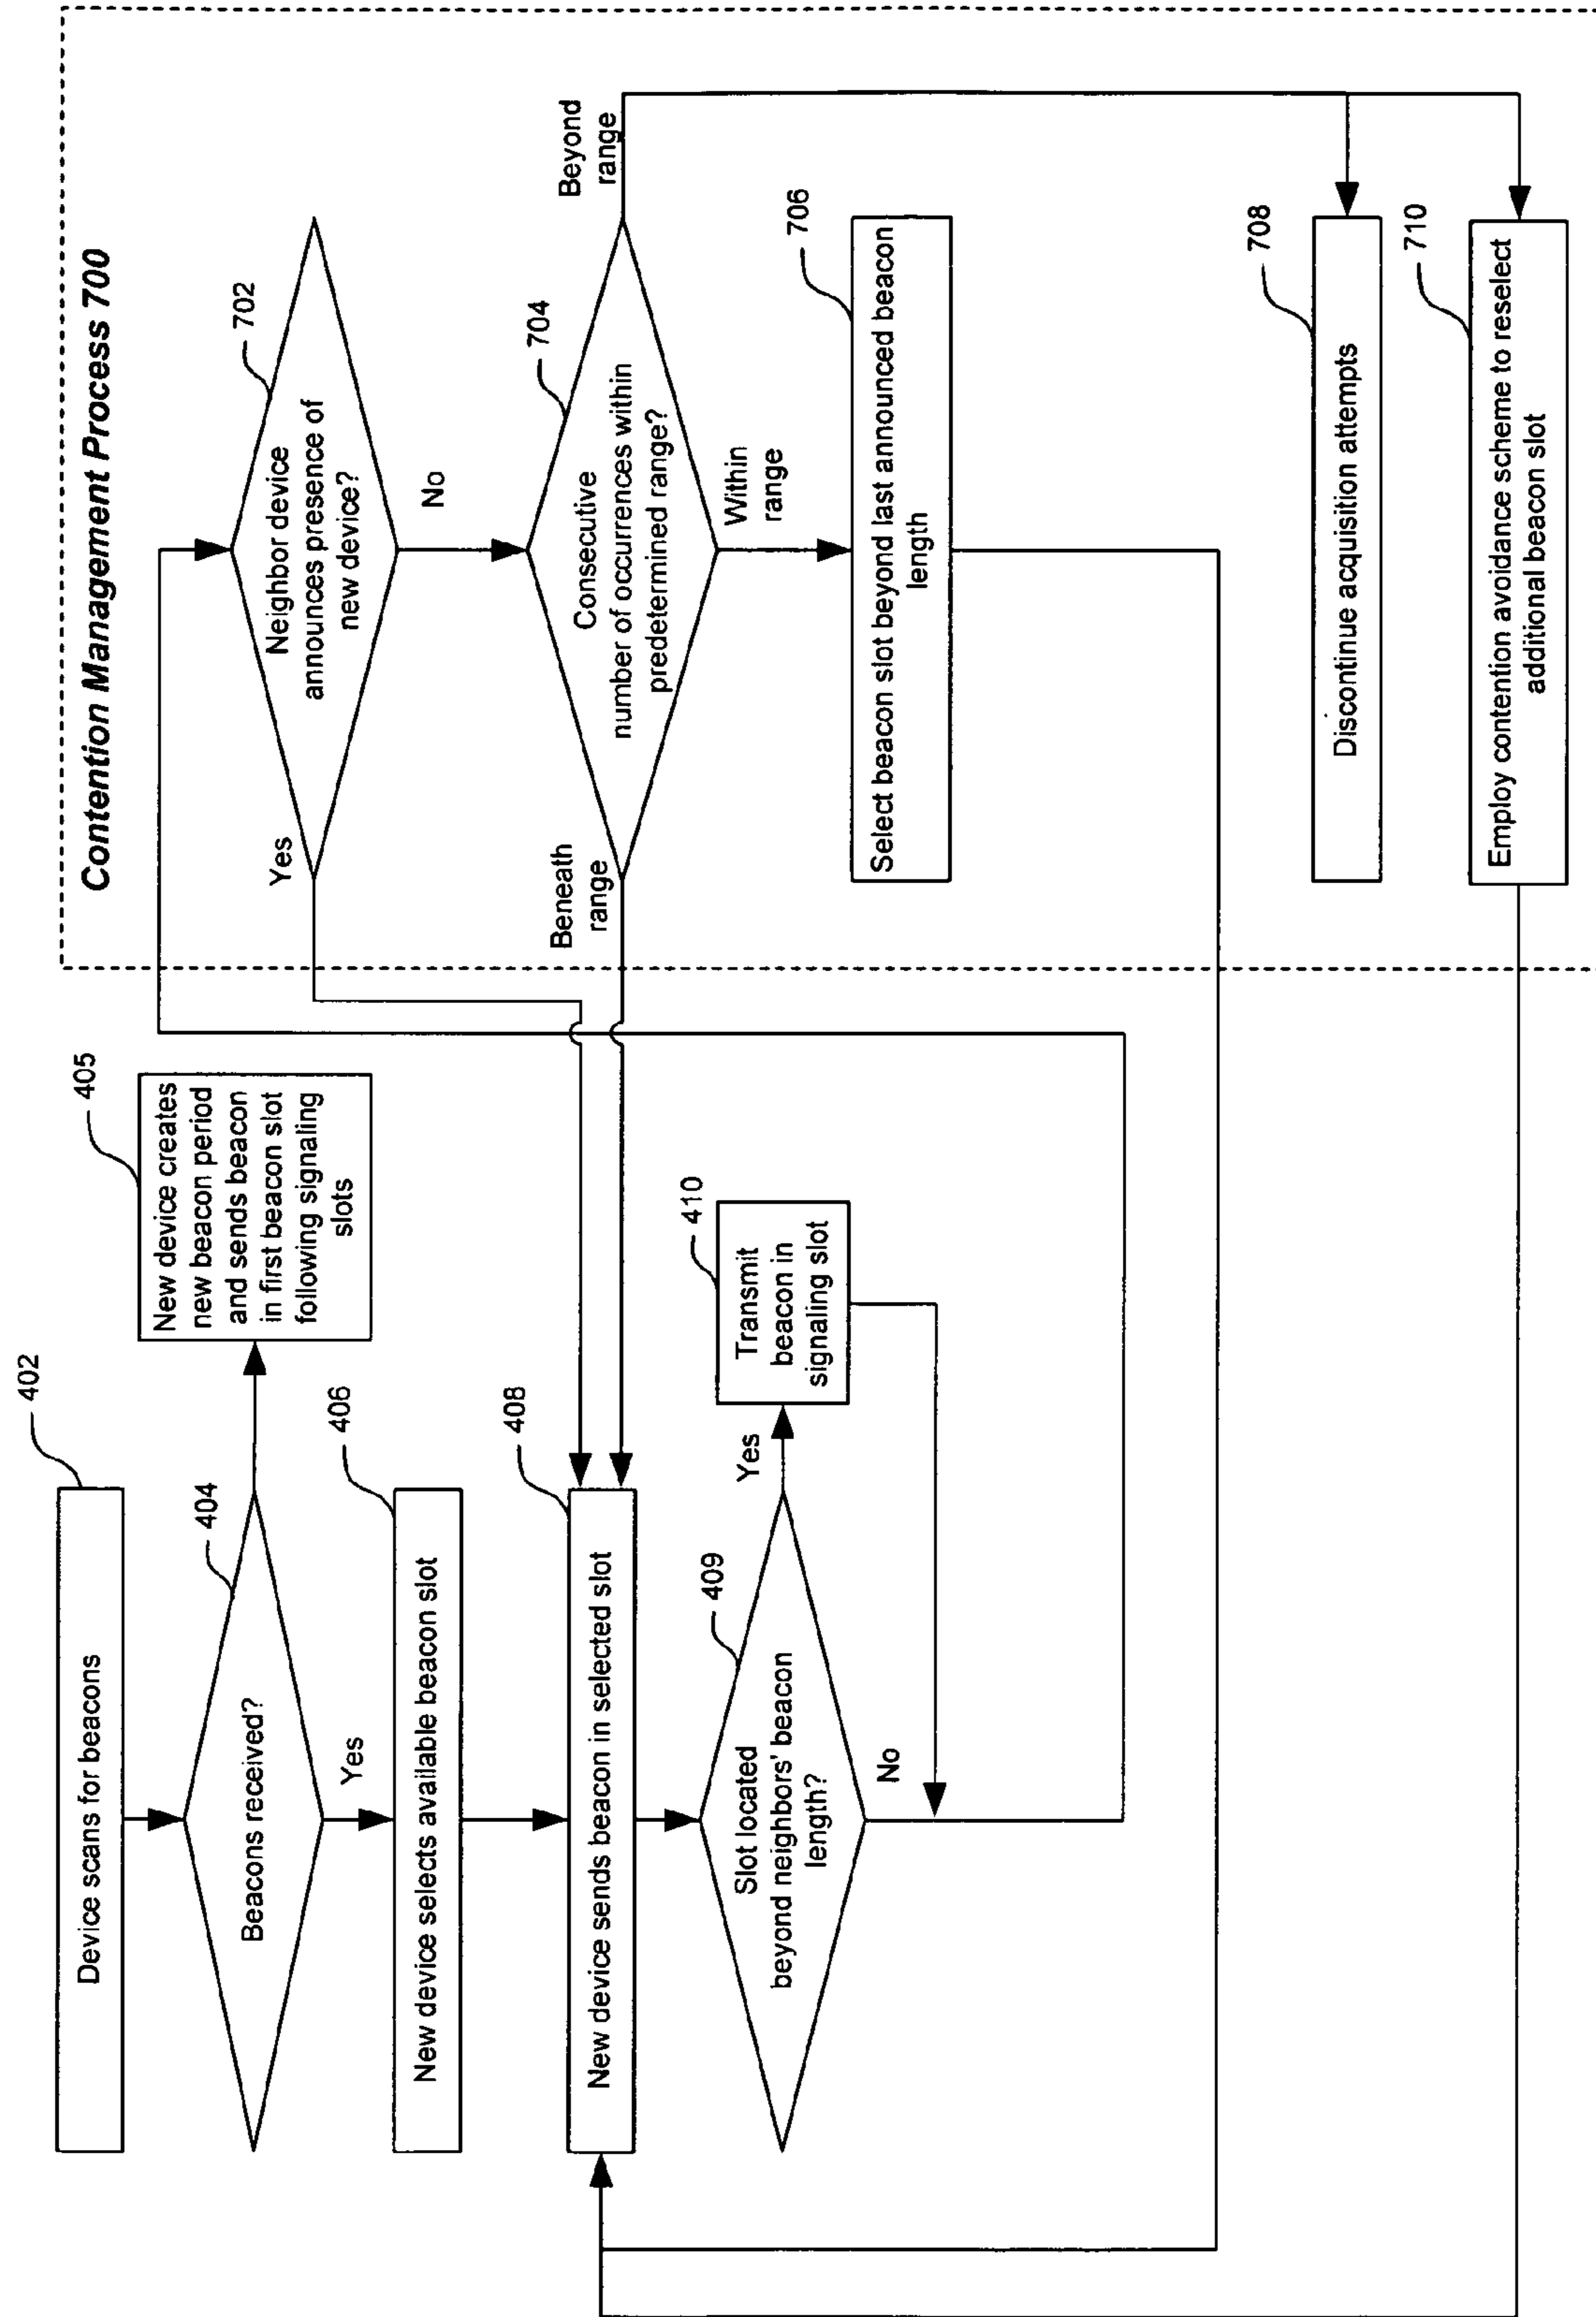 402
Device scans for beacons
404
Beacons received?
405
New device creates
new beacon period
and sends beacon
in first beacon slot
following signaling
slots
Yes
406
New device selects available beacon slot
408
New device sends beacon in selected slot
409
Slot located
beyond neighbors' beacon
length?
Yes
410
Transmit
beacon in
signaling slot
No
Contention Management Process 700
702
Neighbor device
announces presence of
new device?
Yes
No
704
Consecutive
number of occurrences within
predetermined range?
Beneath
range
Beyond
range
Within
range
706
Select beacon slot beyond last announced beacon
length
708
Discontinue acquisition attempts
710
Employ contention avoidance scheme to reselect
additional beacon slot